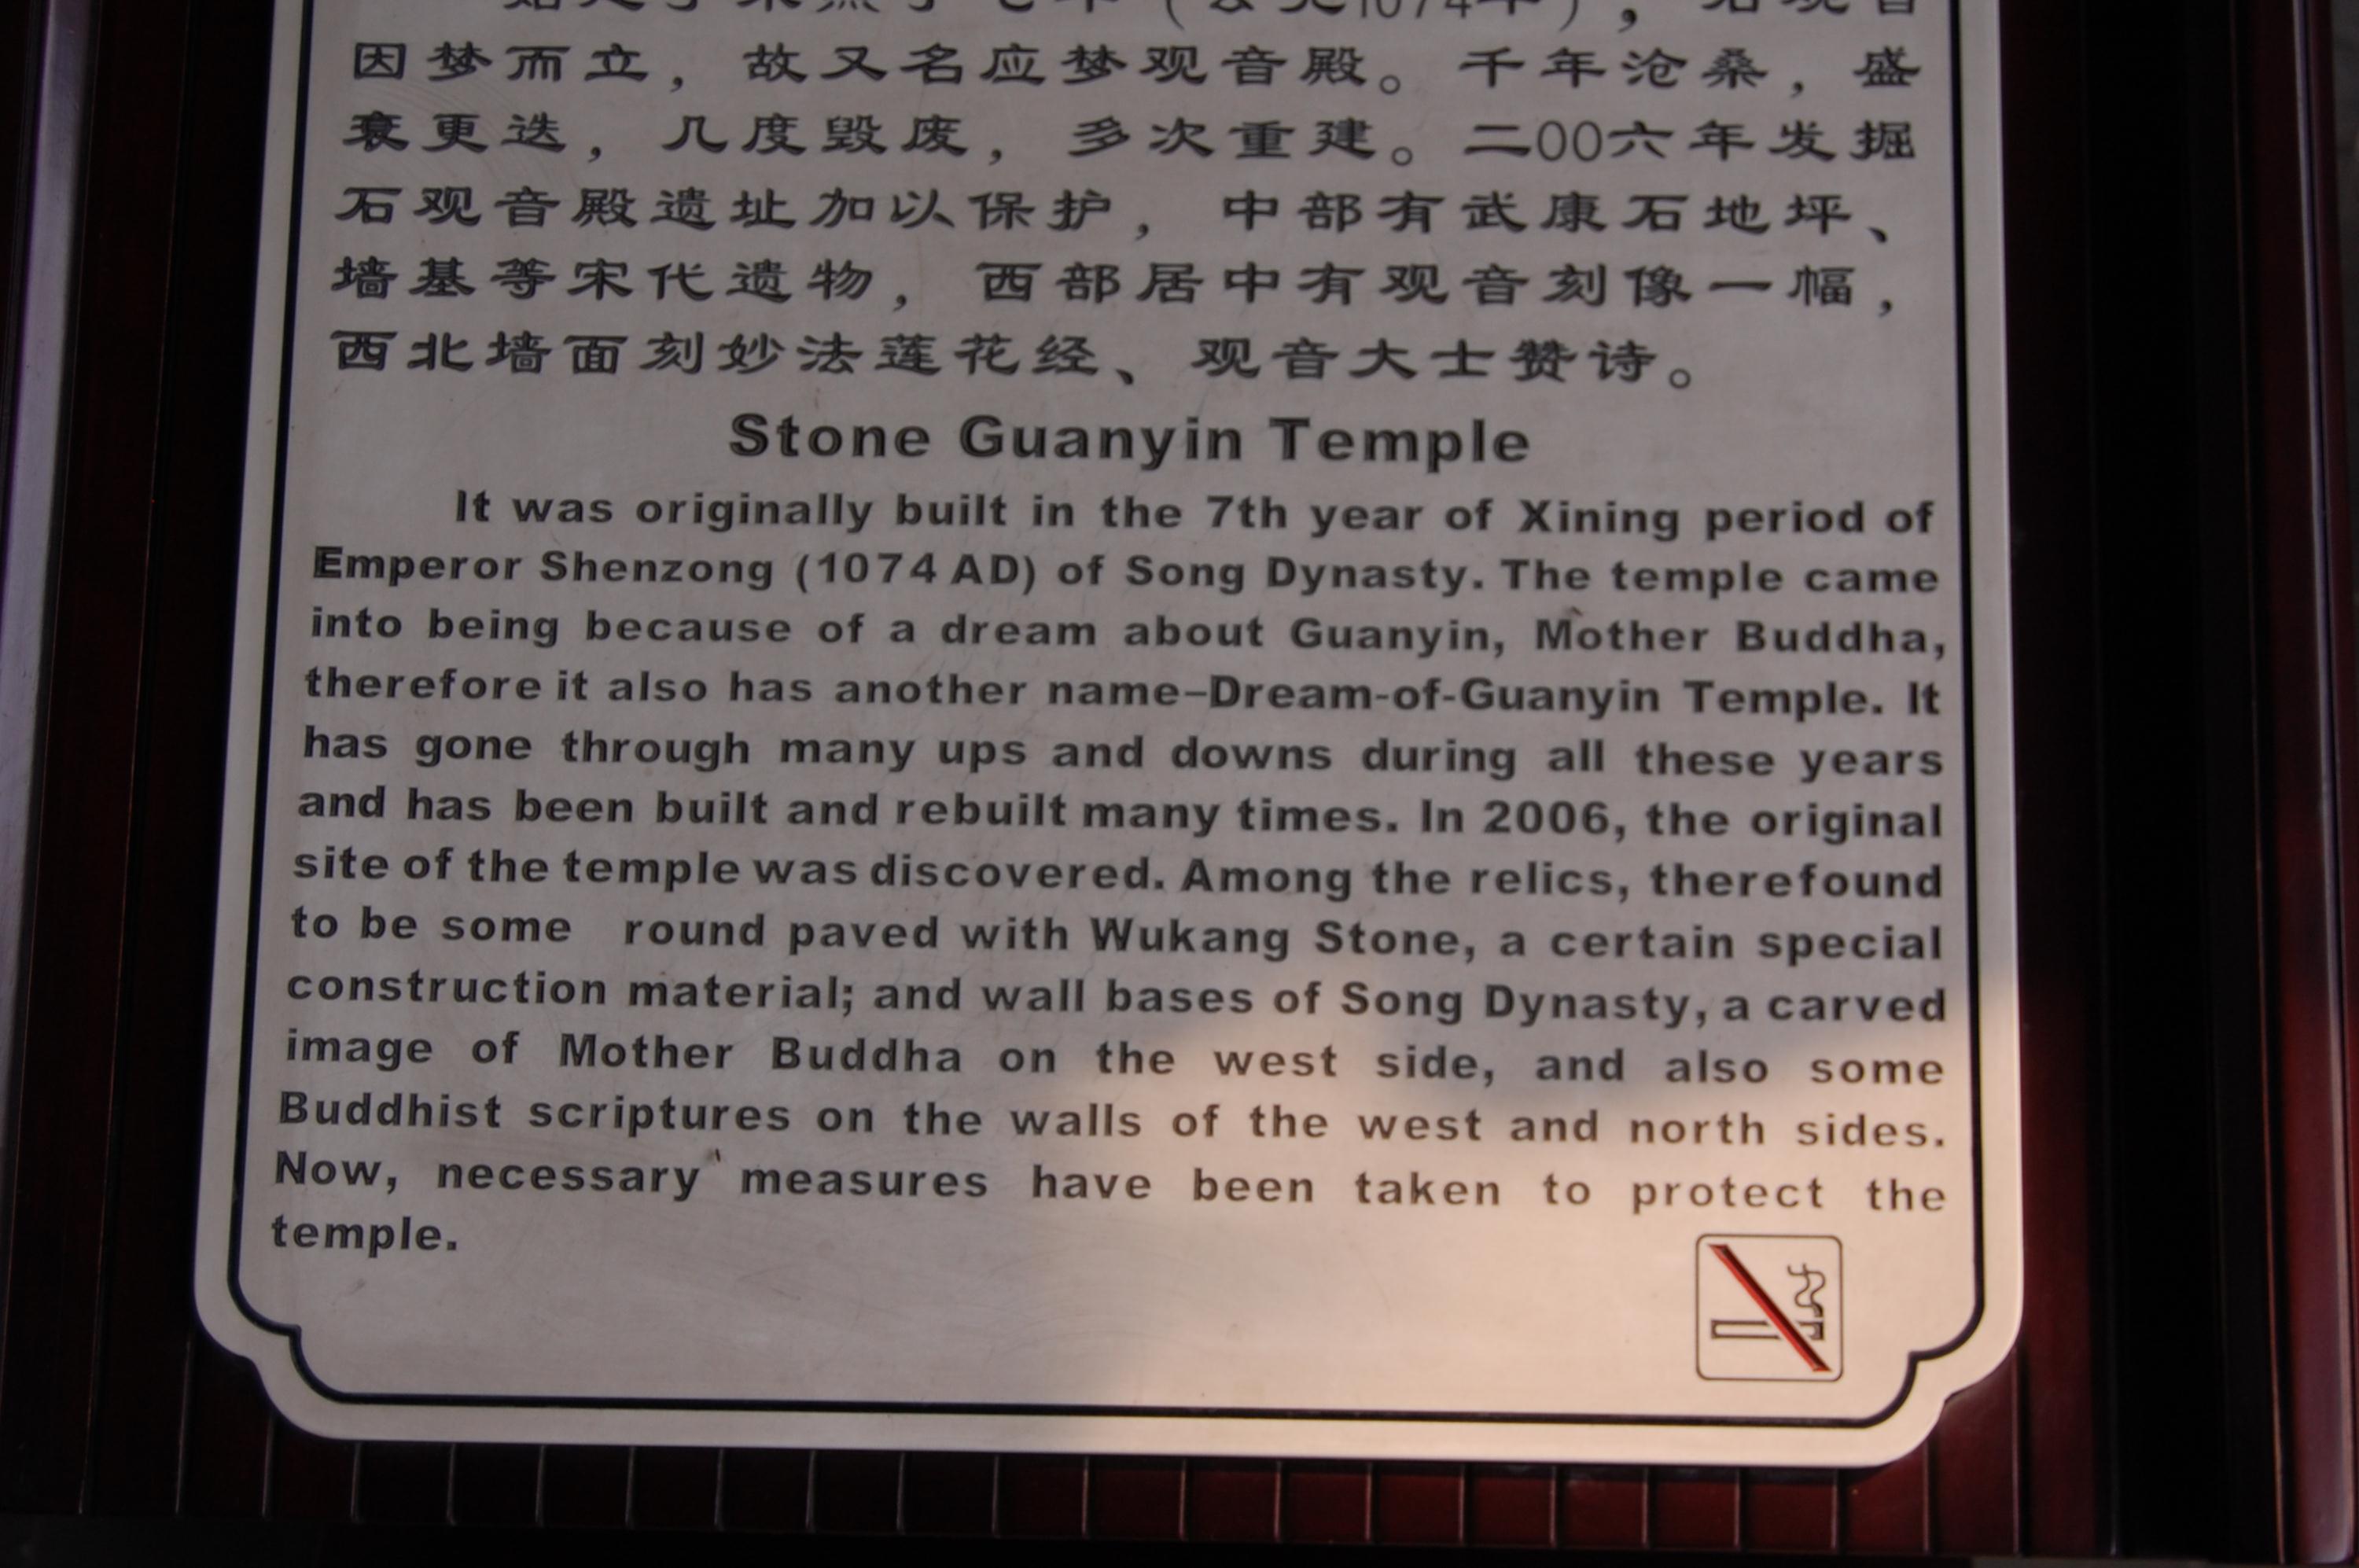 (公元1074年)，石观音
因梦而立，故又名应梦观音殿。千年沧桑，盛
衰更迭，几度毁废，多次重建。二00六年发掘
石观音殿遗址加以保护，中部有武康石地坪、
墙基等宋代遗物，西部居中有观音刻像一幅，
西北墙面刻妙法莲花经、观音大士赞诗。
Stone Guanyin Temple
It was originally built in the 7th year of Xining period of
Emperor Shenzong (1074 AD) of Song Dynasty. The temple came
into being because of a dream about Guanyin, Mother Buddha,
therefore it also has another name–Dream-of-Guanyin Temple. It
has gone through many ups and downs during all these years
and has been built and rebuilt many times. In 2006, the original
site of the temple was discovered. Among the relics, therefound
to be some round paved with Wukang Stone, a certain special
construction material; and wall bases of Song Dynasty, a carved
image of Mother Buddha on the west side, and also some
Buddhist scriptures on the walls of the west and north sides.
Now, necessary measures have been taken to protect the
temple.